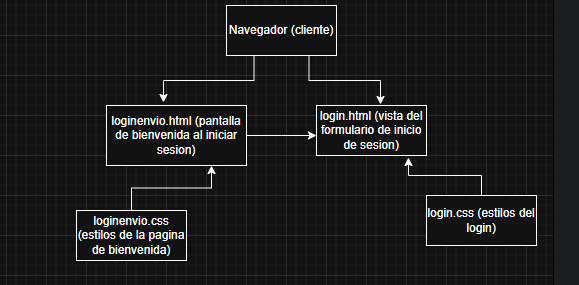 Navegador (cliente)
loginenvio.html (pantalla
de bienvenida al iniciar
sesion)
login.html (vista del
formulario de inicio
de sesion)
loginenvio.css
(estilos de la pagina
de bienvenida)
login.css (estilos del
login)